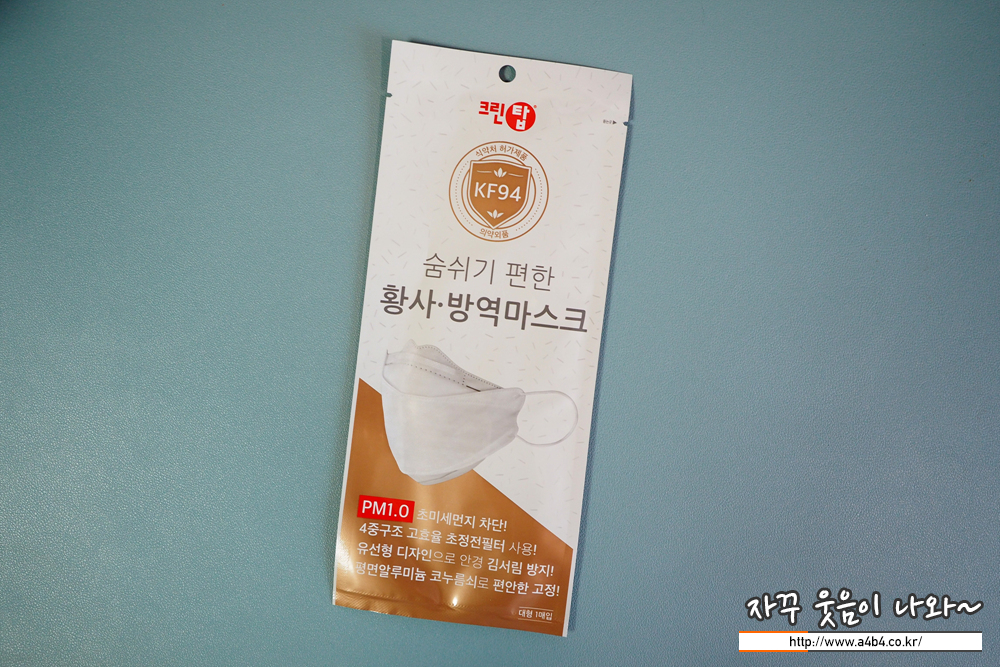 크린탑
식약처 허가제품
KF94
의약외품
숨쉬기 편한
황사·방역마스크
PM1.0 초미세먼지 차단!
4중구조 고효율 초정전필터 사용!
유선형 디자인으로 안경 김서림 방지!
평면알루미늄 코누름쇠로 편안한 고정!
대형 1매입
자꾸 웃음이 나와~
http://www.a4b4.co.kr/